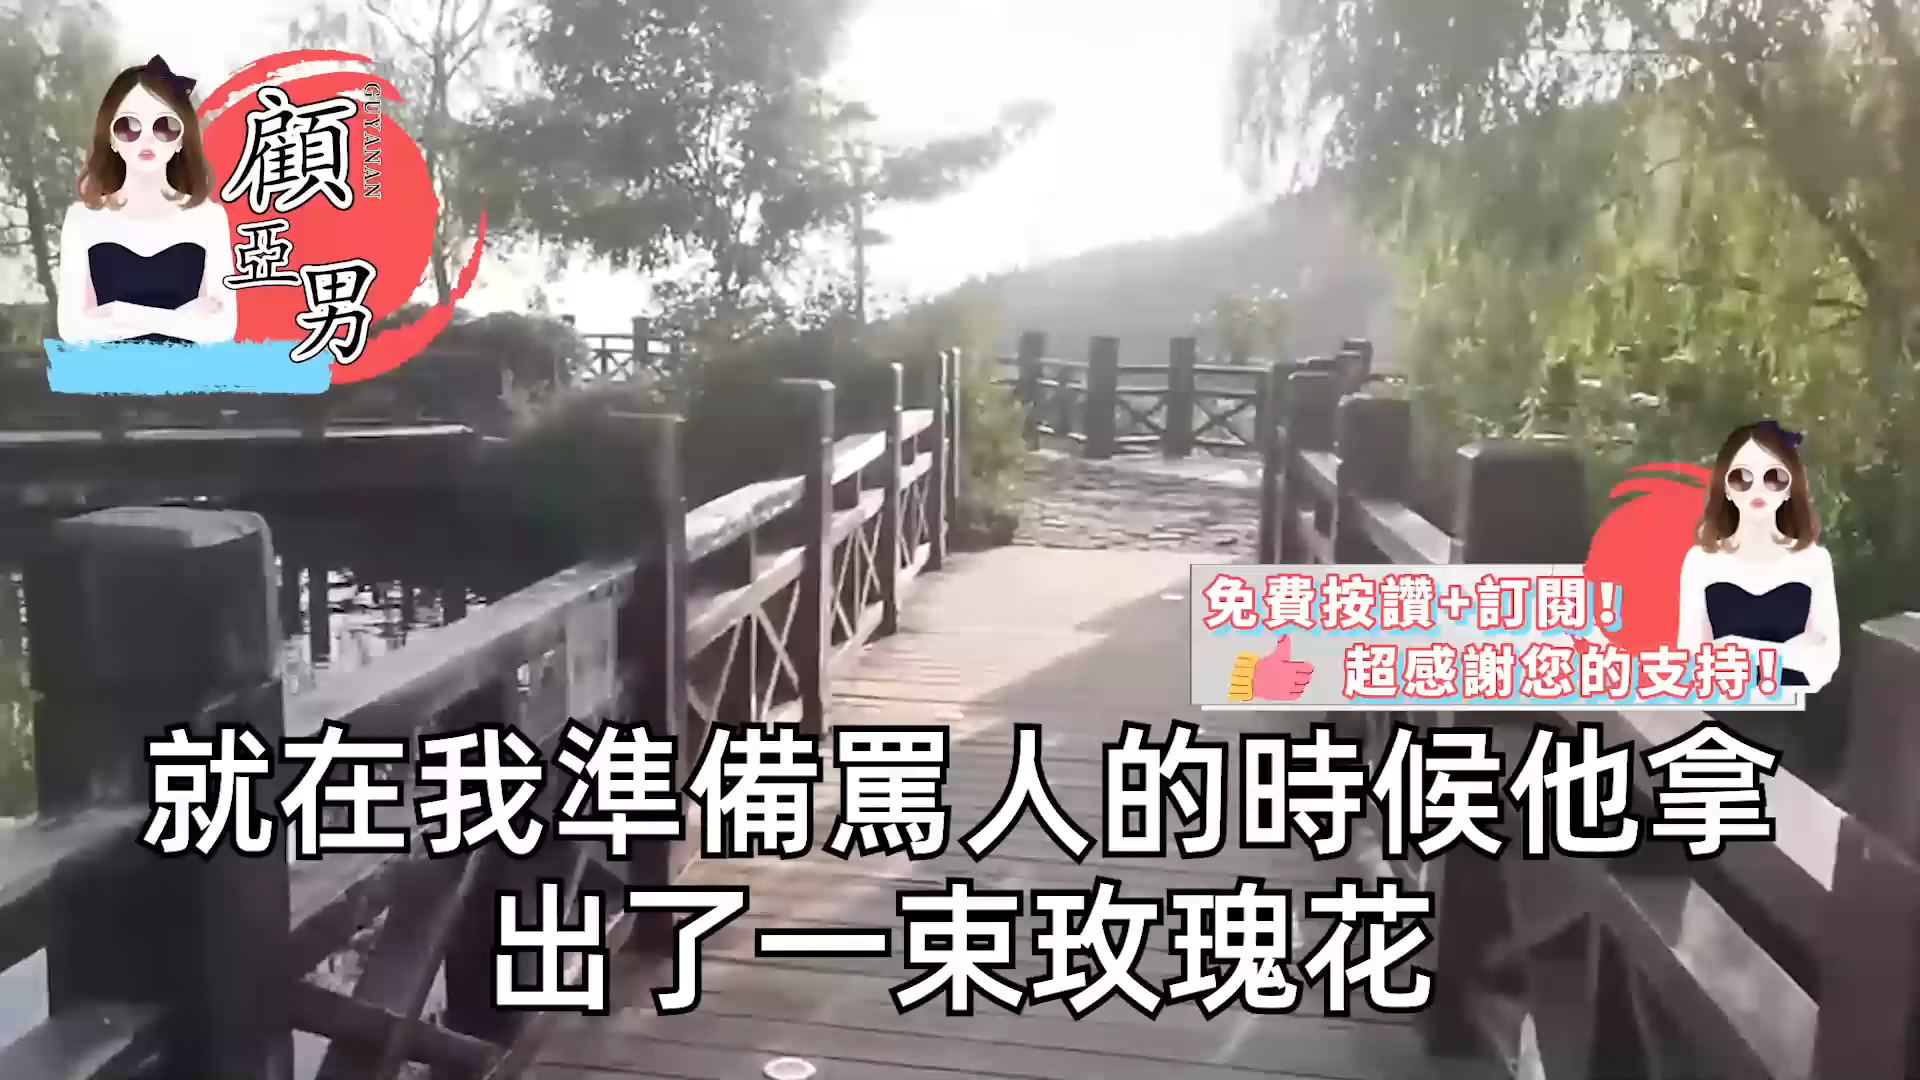 顧亞男
GUYANAN
免費按讚+訂閱!
超感謝您的支持!
就在我準備罵人的時候他拿
出了一束玫瑰花